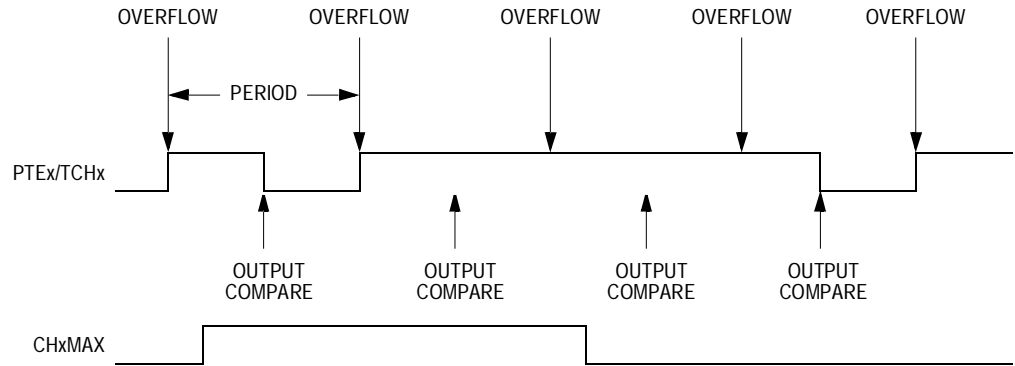 OVERFLOW OVERFLOW OVERFLOW OVERFLOW OVERFLOW
PERIOD
PTEx/TCHx
OUTPUT OUTPUT OUTPUT OUTPUT
COMPARE COMPARE COMPARE COMPARE
CHxMAX